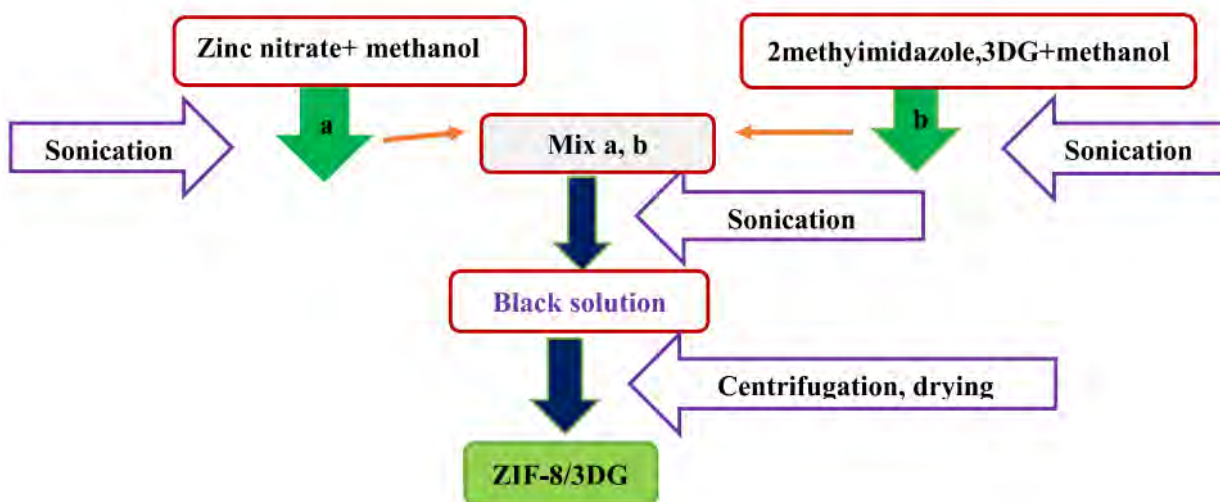 Zinc nitrate+ methanol
2methyimidazole,3DG+methanol
a
b
Sonication
Mix a, b
Sonication
Sonication
Black solution
Centrifugation, drying
ZIF-8/3DG